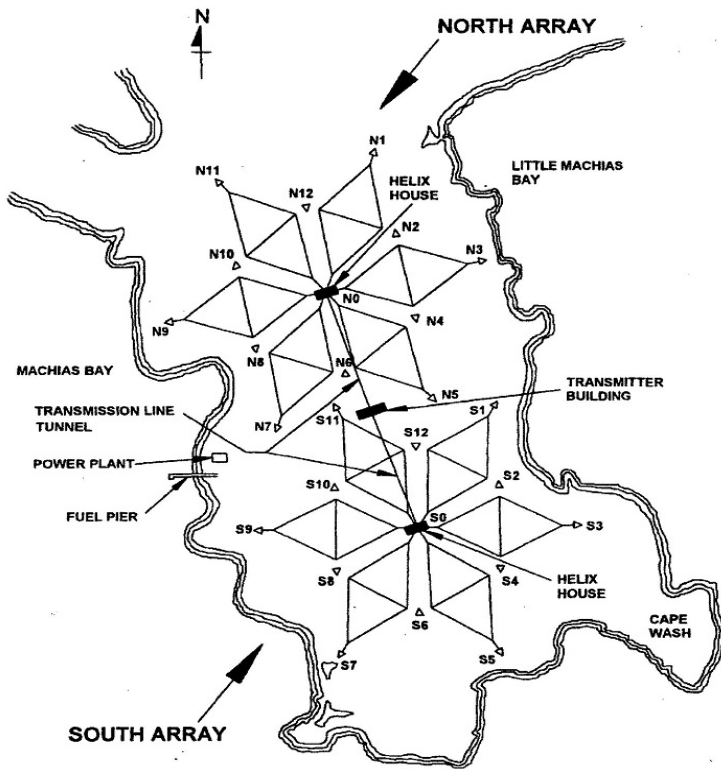 N
NORTH ARRAY
N1
LITTLE MACHIAS
BAY
N11
HELIX
HOUSE
N12
N2
N3
N10
N0
N4
N9
N8
MACHIAS BAY
N6
N5
TRANSMITTER
BUILDING
TRANSMISSION LINE
TUNNEL
N7
S11
S1
S12
POWER PLANT
S10
S2
FUEL PIER
S9
S0
S3
S8
S4
HELIX
HOUSE
S6
CAPE
WASH
S7
S5
SOUTH ARRAY